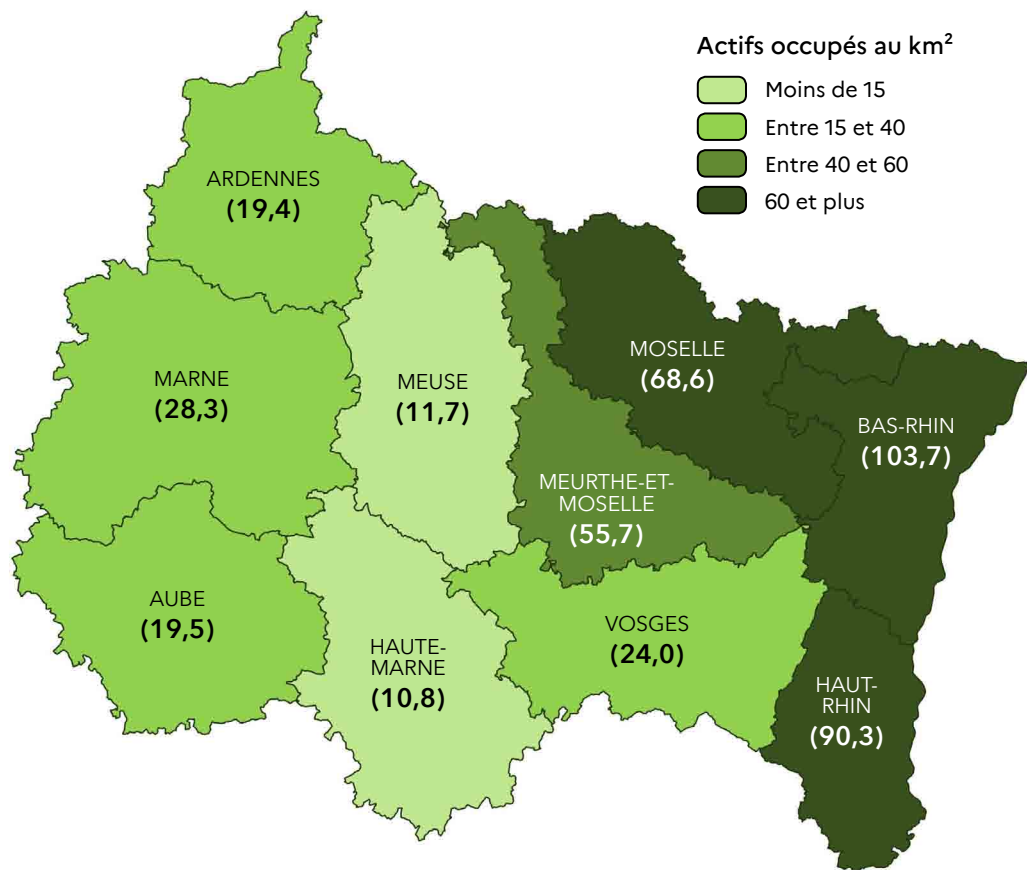 Actifs occupés au km²
Moins de 15
Entre 15 et 40
Entre 40 et 60
60 et plus
ARDENNES
(19,4)
MARNE
(28,3)
MEUSE
(11,7)
MOSELLE
(68,6)
BAS-RHIN
(103,7)
MEURTHE-ET-
MOSELLE
(55,7)
AUBE
(19,5)
HAUTE-
MARNE
(10,8)
VOSGES
(24,0)
HAUT-
RHIN
(90,3)